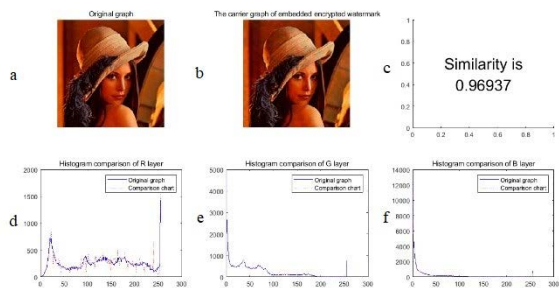 Original graph
The carrier graph of embedded encrypted watermark
a
b
c
1
0.8
0.6
0.4
0.2
0
Similarity is
0.96937
0 0.2 0.4 0.6 0.8 1
Histogram comparison of R layer
Histogram comparison of G layer
Histogram comparison of B layer
d
2000
1500
1000
500
0
Original graph
Comparison chart
0 50 100 150 200 250 300
e
5000
4000
3000
2000
1000
0
Original graph
Comparison chart
0 50 100 150 200 250 300
f
14000
12000
10000
8000
6000
4000
2000
0
Original graph
Comparison chart
0 50 100 150 200 250 300